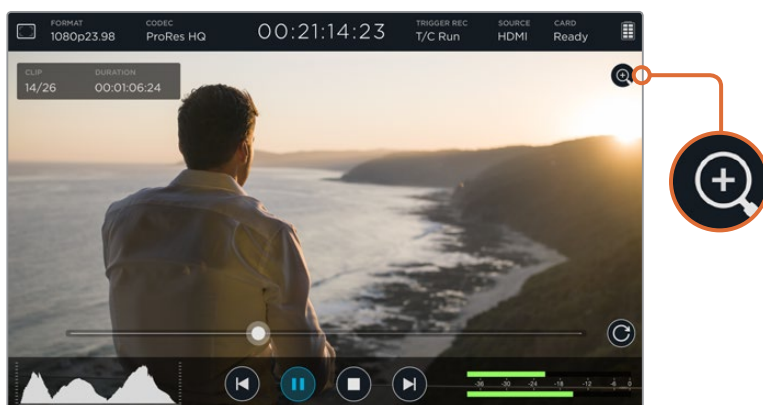 FORMAT CODEC TRIGGER REC SOURCE CARD
1080p23.98 ProRes HQ 00:21:14:23 T/C Run HDMI Ready
CLIP DURATION
14/26 00:01:06:24
-36 -30 -24 -18 -12 -6 0